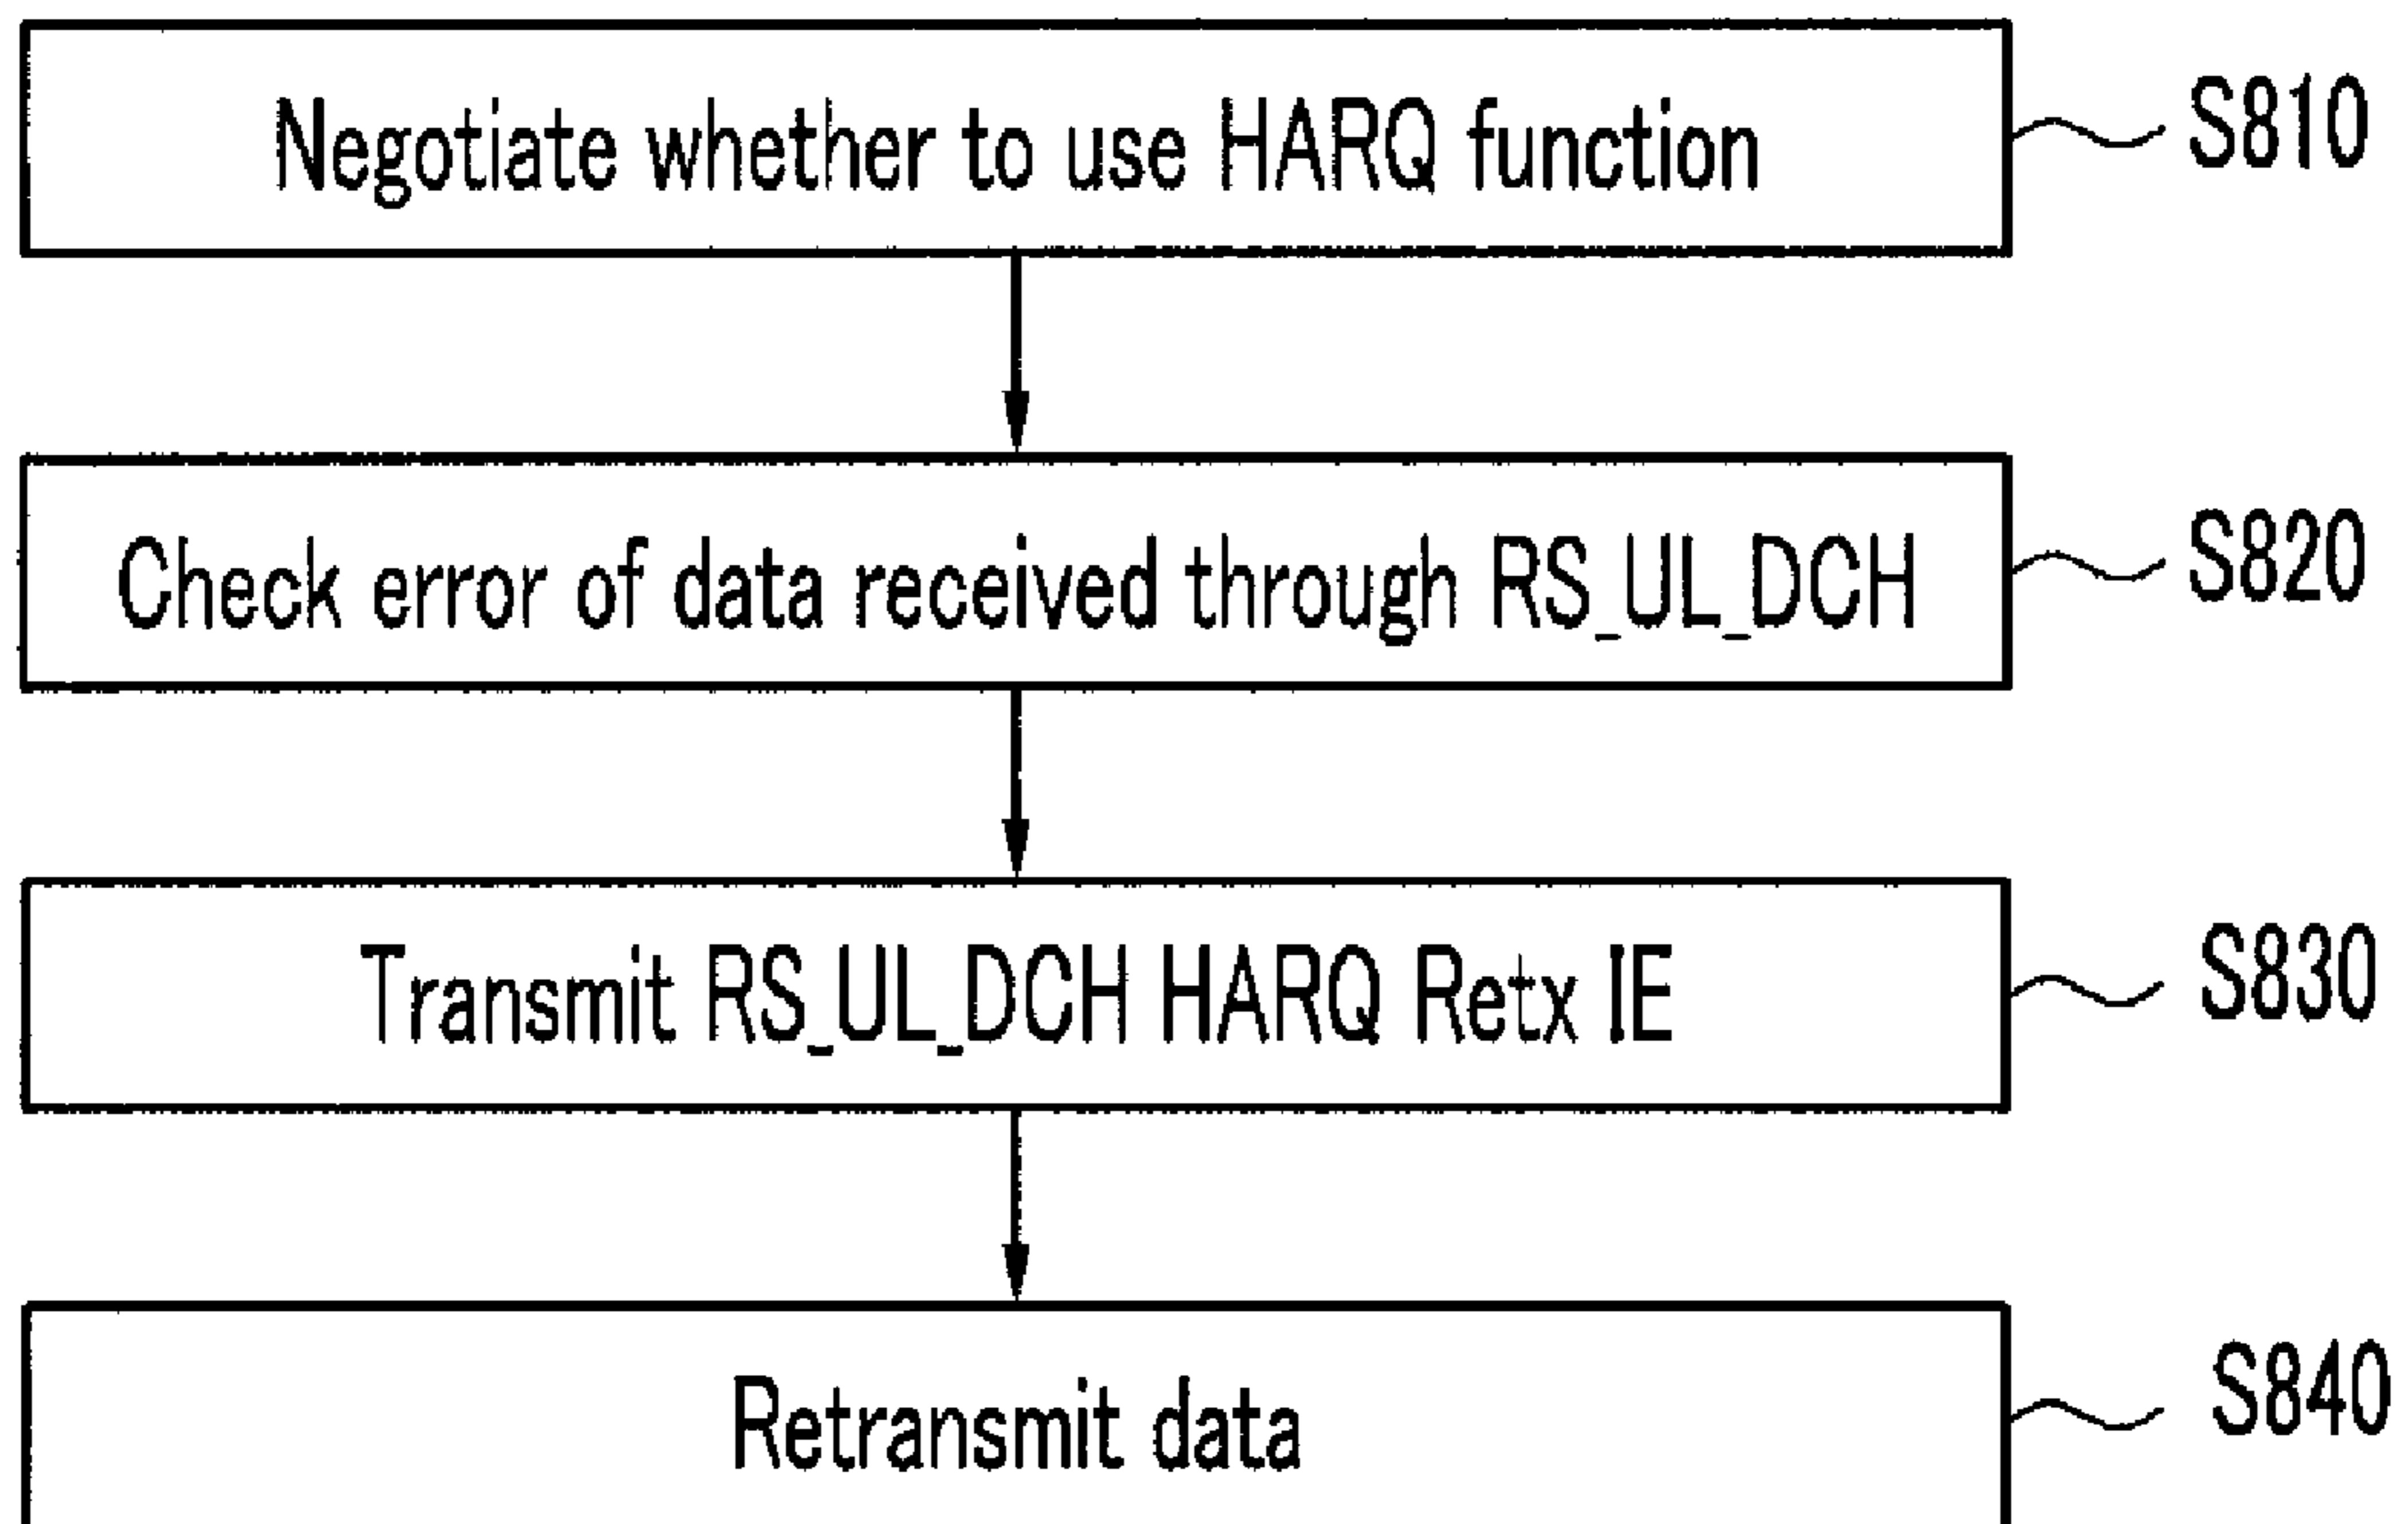 Negotiate whether to use HARQ function S810
Check error of data received through RS_UL_DCH S820
Transmit RS_UL_DCH HARQ Retx IE S830
Retransmit data S840